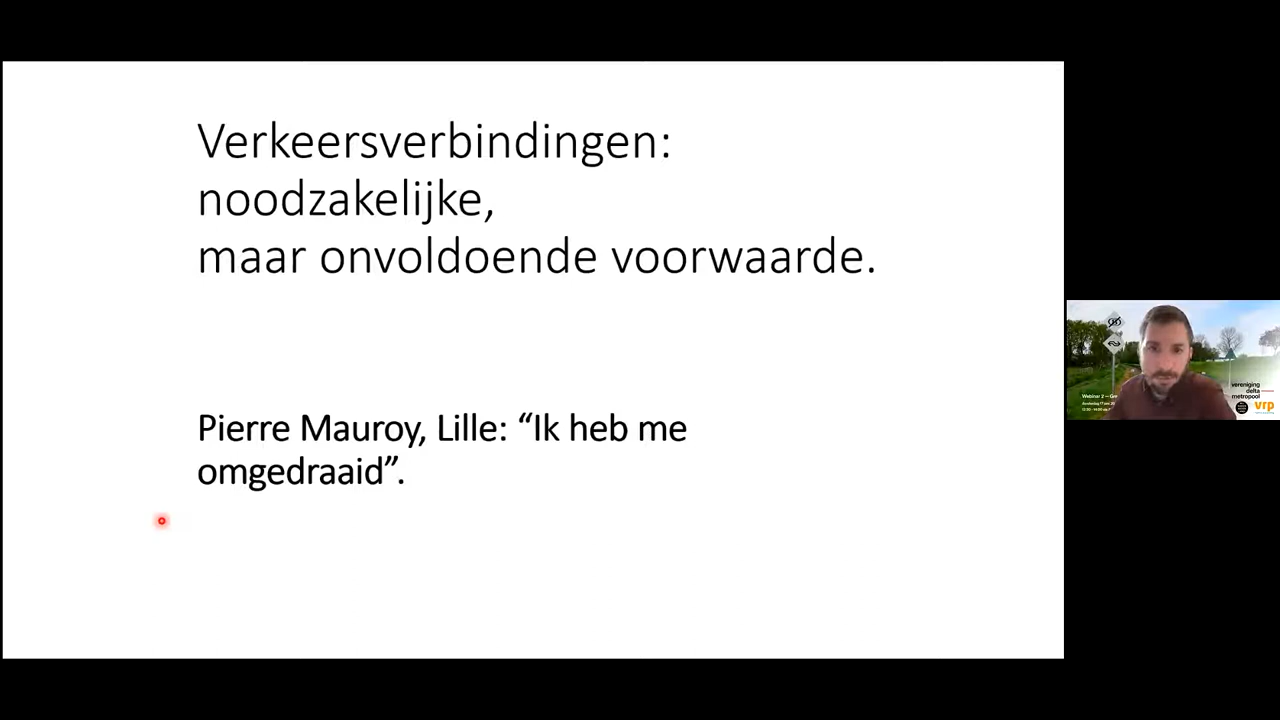 Verkeersverbindingen:
noodzakelijke,
maar onvoldoende voorwaarde.
Pierre Mauroy, Lille: “Ik heb me
omgedraaid”.
vereniging
delta
metropool
vrp